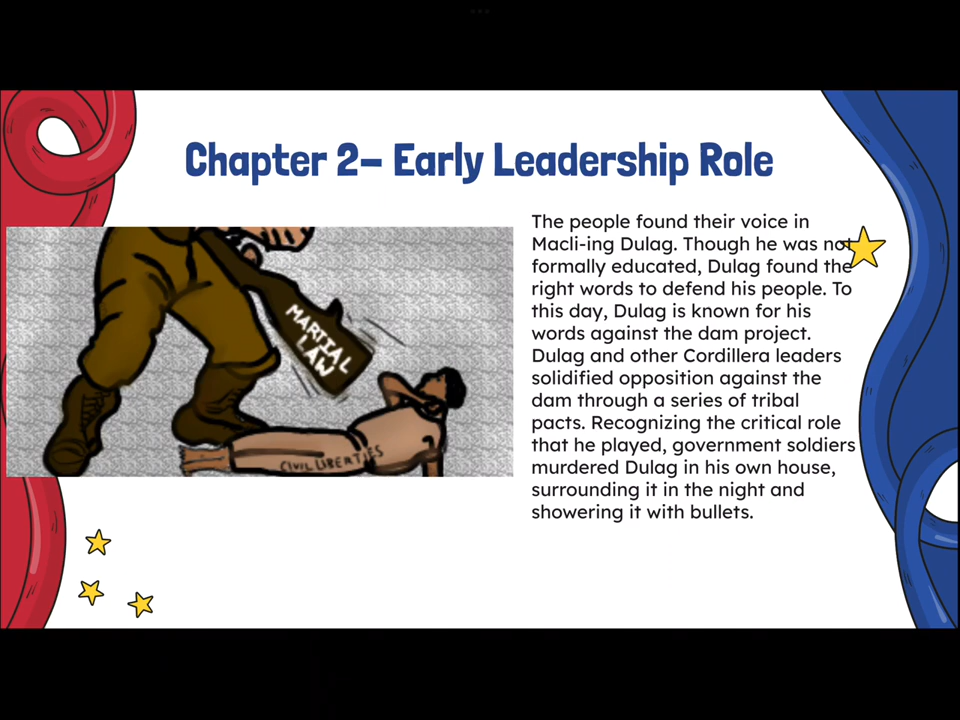 Chapter 2- Early Leadership Role
The people found their voice in
Macli-ing Dulag. Though he was not
formally educated, Dulag found the
right words to defend his people. To
this day, Dulag is known for his
words against the dam project.
Dulag and other Cordillera leaders
solidified opposition against the
dam through a series of tribal
pacts. Recognizing the critical role
that he played, government soldiers
murdered Dulag in his own house,
surrounding it in the night and
showering it with bullets.
MARTIAL
LAW
CIVIL LIBERTIES